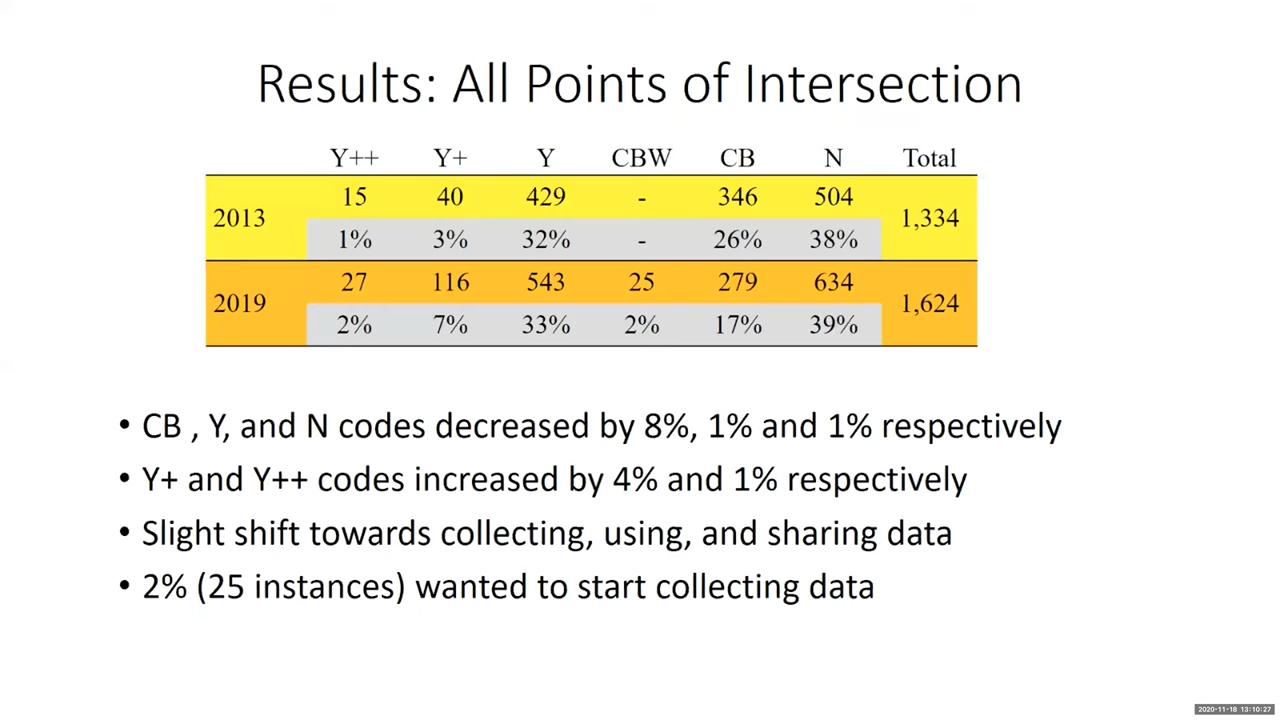 Results: All Points of Intersection
Y++ Y+ Y CBW CB N Total
2013 15 40 429 - 346 504 1,334
1% 3% 32% - 26% 38%
2019 27 116 543 25 279 634 1,624
2% 7% 33% 2% 17% 39%
• CB , Y, and N codes decreased by 8%, 1% and 1% respectively
• Y+ and Y++ codes increased by 4% and 1% respectively
• Slight shift towards collecting, using, and sharing data
• 2% (25 instances) wanted to start collecting data
2020-11-18 13:10:27